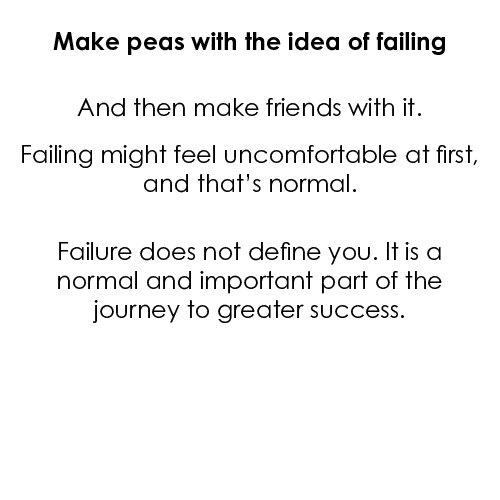 Make peas with the idea of failing
And then make friends with it.
Failing might feel uncomfortable at first,
and that’s normal.
Failure does not define you. It is a
normal and important part of the
journey to greater success.